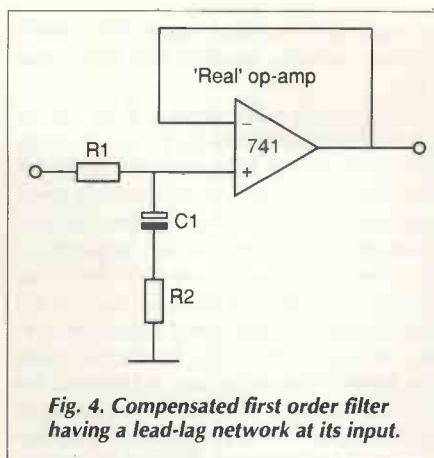 'Real' op-amp
−
741
+
R1
C1
R2
Fig. 4. Compensated first order filter
having a lead-lag network at its input.